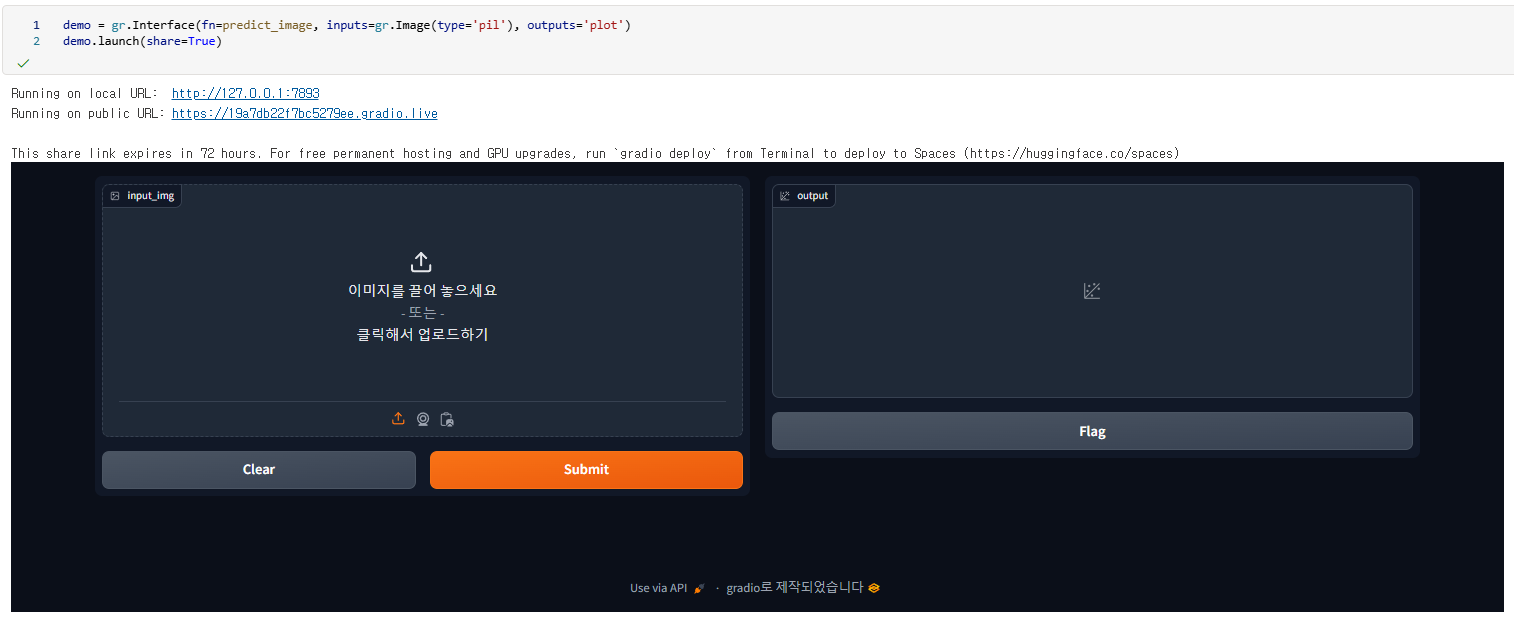 1 demo = gr.Interface(fn=predict_image, inputs=gr.Image(type='pil'), outputs='plot')
2 demo.launch(share=True)
Running on local URL: http://127.0.0.1:7893
Running on public URL: https://19a7db22f7bc5279ee.gradio.live
This share link expires in 72 hours. For free permanent hosting and GPU upgrades, run `gradio deploy` from Terminal to deploy to Spaces (https://huggingface.co/spaces)
input_img
이미지를 끌어 놓으세요
- 또는 -
클릭해서 업로드하기
Clear
Submit
output
Flag
Use via API · gradio로 제작되었습니다